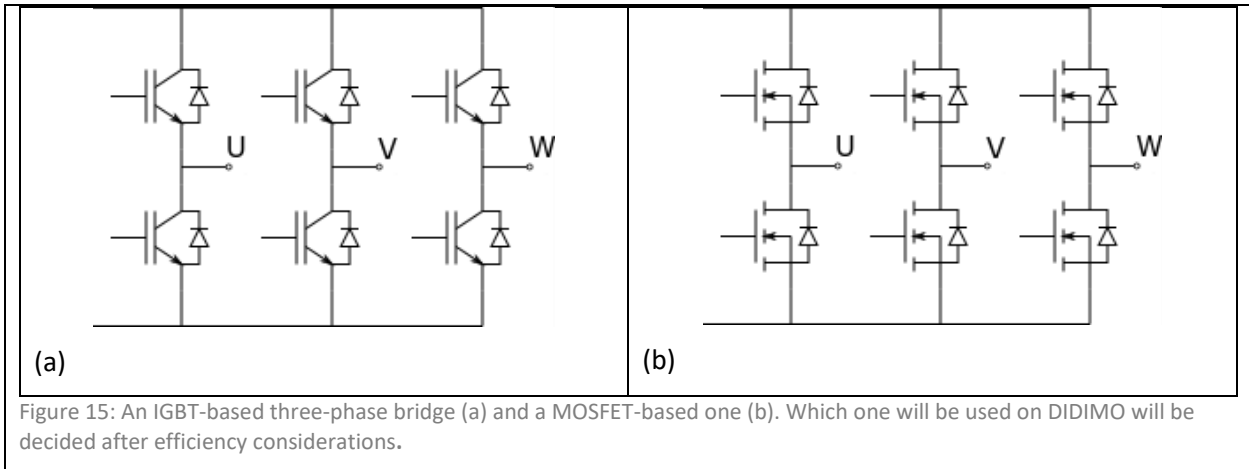 U V W
(a)
U V W
(b)
Figure 15: An IGBT-based three-phase bridge (a) and a MOSFET-based one (b). Which one will be used on DIDIMO will be
decided after efficiency considerations.